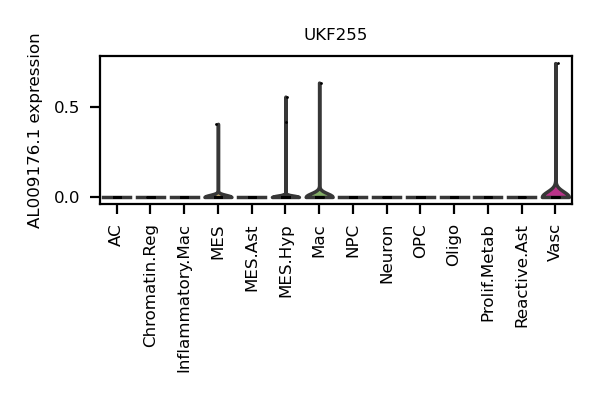 UKF255
AL009176.1 expression
0.5
0.0
AC
Chromatin.Reg
Inflammatory.Mac
MES
MES.Ast
MES.Hyp
Mac
NPC
Neuron
OPC
Oligo
Prolif.Metab
Reactive.Ast
Vasc